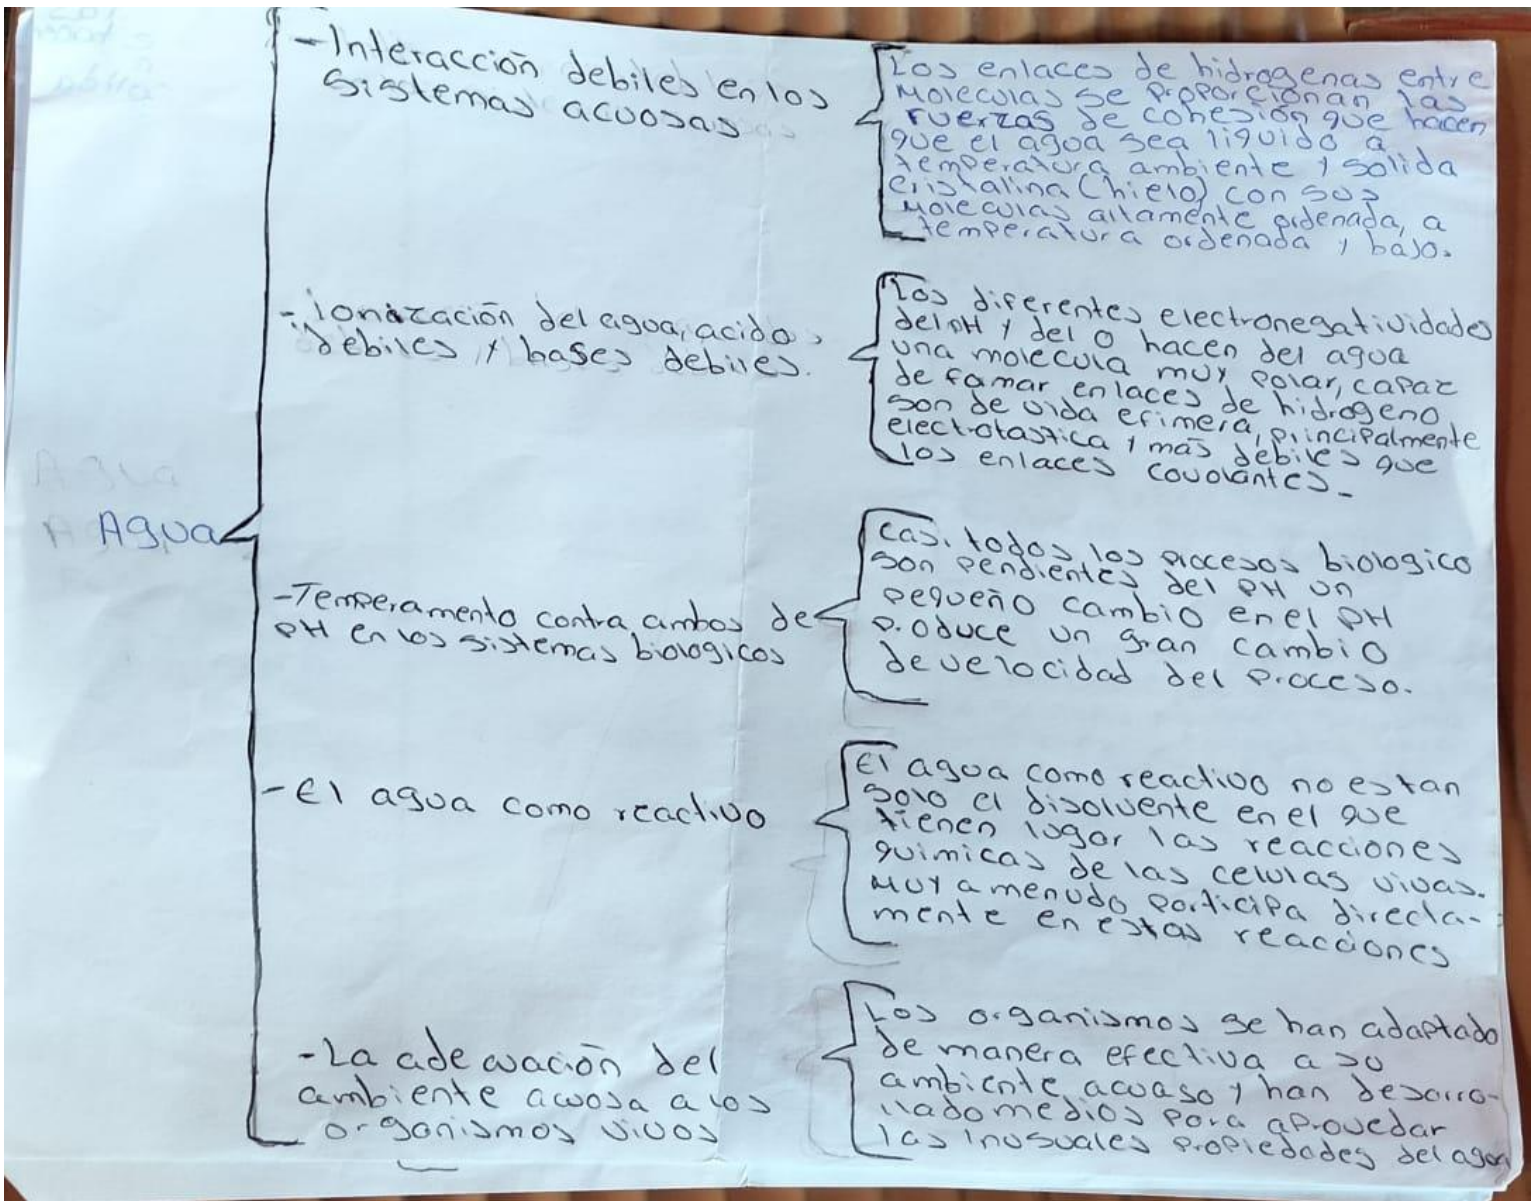 Agua
-Interacción debiles en los
sistemas acuosas
Los enlaces de hidrogenas entre
Moleculas se proporcionan las
fuerzas de cohesión que hacen
que el agua sea liquido a
temperatura ambiente y solida
cristalina (hielo) con sus
Moleculas altamente ordenada, a
temperatura ordenada y bajo.
-ionización del agua, acidos
debiles y bases debiles.
Los diferentes electronegatividades
del pH y del O hacen del agua
una molecula muy polar, capaz
de famar enlaces de hidrogeno
son de vida efimera, principalmente
electrotastica y más debiles que
los enlaces covolantes.
-Temperamento contra ambos de
PH en los sistemas biologicos
Casi todos los procesos biologico
son pendientes del PH un
pequeño cambio en el PH
produce un gran cambio
de velocidad del proceso.
-El agua como reactivo
El agua como reactivo no es tan
solo el disolvente en el que
tienen lugar las reacciones
quimicas de las celulas vivas.
Muy a menudo participa directa-
mente en estas reacciones
-La adecuación del
ambiente acuosa a los
organismos vivos
Los organismos se han adaptado
de manera efectiva a so
ambiente acuaso y han desarro-
llado medios para aprovedar
las inusuales propiedades del agua